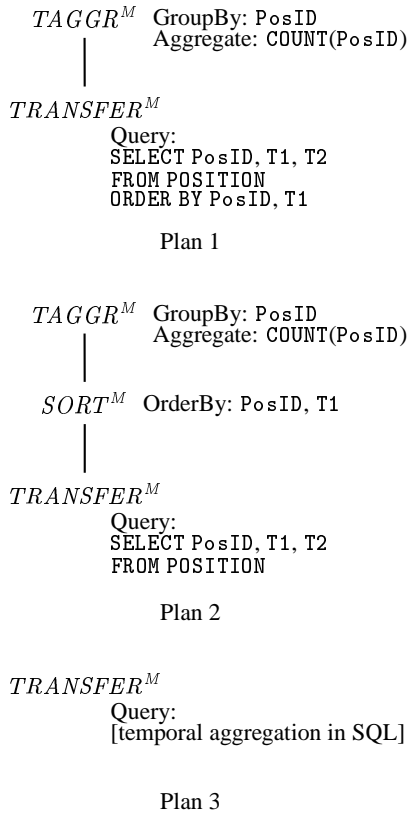 TAGGR^M GroupBy: PosID
Aggregate: COUNT(PosID)
TRANSFER^M
Query:
SELECT PosID, T1, T2
FROM POSITION
ORDER BY PosID, T1
Plan 1
TAGGR^M GroupBy: PosID
Aggregate: COUNT(PosID)
SORT^M OrderBy: PosID, T1
TRANSFER^M
Query:
SELECT PosID, T1, T2
FROM POSITION
Plan 2
TRANSFER^M
Query:
[temporal aggregation in SQL]
Plan 3